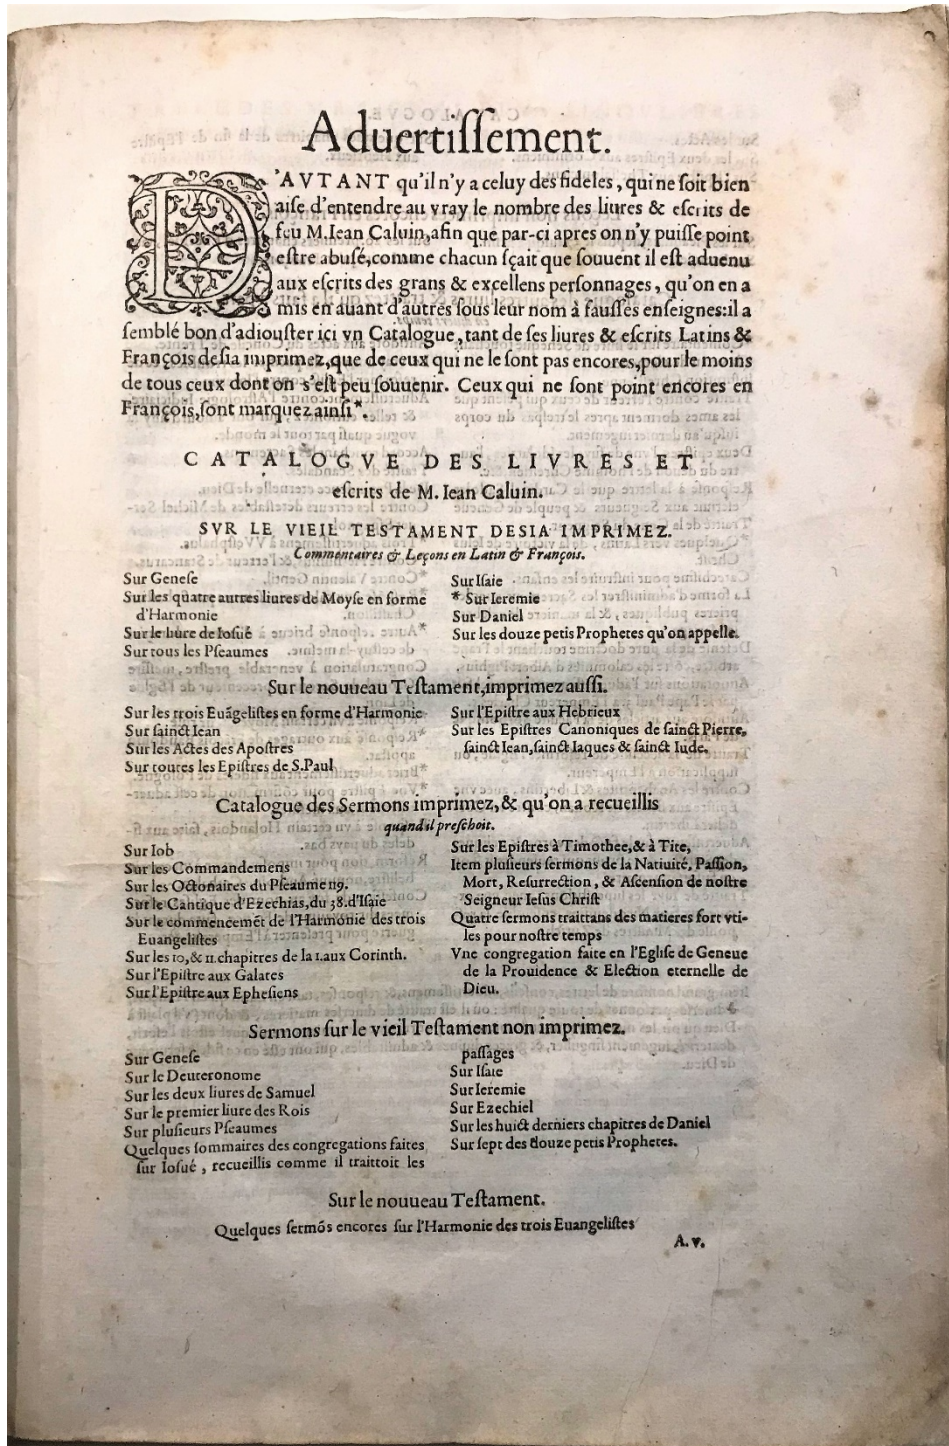 Aduertiſſement.
D'AVTANT qu'il n'y a celuy des fideles, qui ne ſoit bien
aiſe d'entendre au vray le nombre des liures & eſcrits de
feu M. Iean Caluin, afin que par-ci apres on n'y puiſſe point
eſtre abuſé, comme chacun ſçait que ſouuent il eſt aduenu
aux eſcrits des grans & excellens perſonnages, qu'on en a
mis en auant d'autres ſous leur nom à fauſſes enſeignes: il a
ſemblé bon d'adiouſter ici vn Catalogue, tant de ſes liures & eſcrits Latins &
François deſia imprimez, que de ceux qui ne le ſont pas encores, pour le moins
de tous ceux dont on s'eſt peu ſouuenir. Ceux qui ne ſont point encores en
François, ſont marquez ainſi*.
CATALOGVE DES LIVRES ET
eſcrits de M. Iean Caluin.
SVR LE VIEIL TESTAMENT DESIA IMPRIMEZ.
Commentaires & Leçons en Latin & François.
Sur Geneſe
Sur les quatre autres liures de Moyſe en forme
d'Harmonie
Sur le liure de Ioſué
Sur tous les Pſeaumes
Sur Iſaie
* Sur Ieremie
Sur Daniel
Sur les douze petis Prophetes qu'on appelle.
Sur le nouueau Teſtament, imprimez auſſi.
Sur les trois Euãgeliſtes en forme d'Harmonie
Sur ſainct Iean
Sur les Actes des Apoſtres
Sur toutes les Epiſtres de S. Paul
Sur l'Epiſtre aux Hebrieux
Sur les Epiſtres Canoniques de ſainct Pierre,
ſainct Iean, ſainct Iaques & ſainct Iude.
Catalogue des Sermons imprimez, & qu'on a recueillis
quand il preſchoit.
Sur Iob
Sur les Commandemens
Sur les Octonaires du Pſeaume 119.
Sur le Cantique d'Ezechias, du 38. d'Iſaie
Sur le commencemẽt de l'Harmonie des trois
Euangeliſtes
Sur les 10, & 11. chapitres de la 1. aux Corinth.
Sur l'Epiſtre aux Galates
Sur l'Epiſtre aux Epheſiens
Sur les Epiſtres à Timothee, & à Tite,
Item pluſieurs ſermons de la Natiuité, Paſſion,
Mort, Reſurrection, & Aſcenſion de noſtre
Seigneur Ieſus Chriſt
Quatre ſermons traittans des matieres fort vti-
les pour noſtre temps
Vne congregation faite en l'Egliſe de Geneue
de la Prouidence & Election eternelle de
Dieu.
Sermons ſur le vieil Teſtament non imprimez.
Sur Geneſe
Sur le Deuteronome
Sur les deux liures de Samuel
Sur le premier liure des Rois
Sur pluſieurs Pſeaumes
Quelques ſommaires des congregations faites
ſur Ioſué, recueillis comme il traittoit les
paſſages
Sur Iſaie
Sur Ieremie
Sur Ezechiel
Sur les huict derniers chapitres de Daniel
Sur ſept des douze petis Prophetes.
Sur le nouueau Teſtament.
Quelques ſermõs encores ſur l'Harmonie des trois Euangeliſtes
A.v.